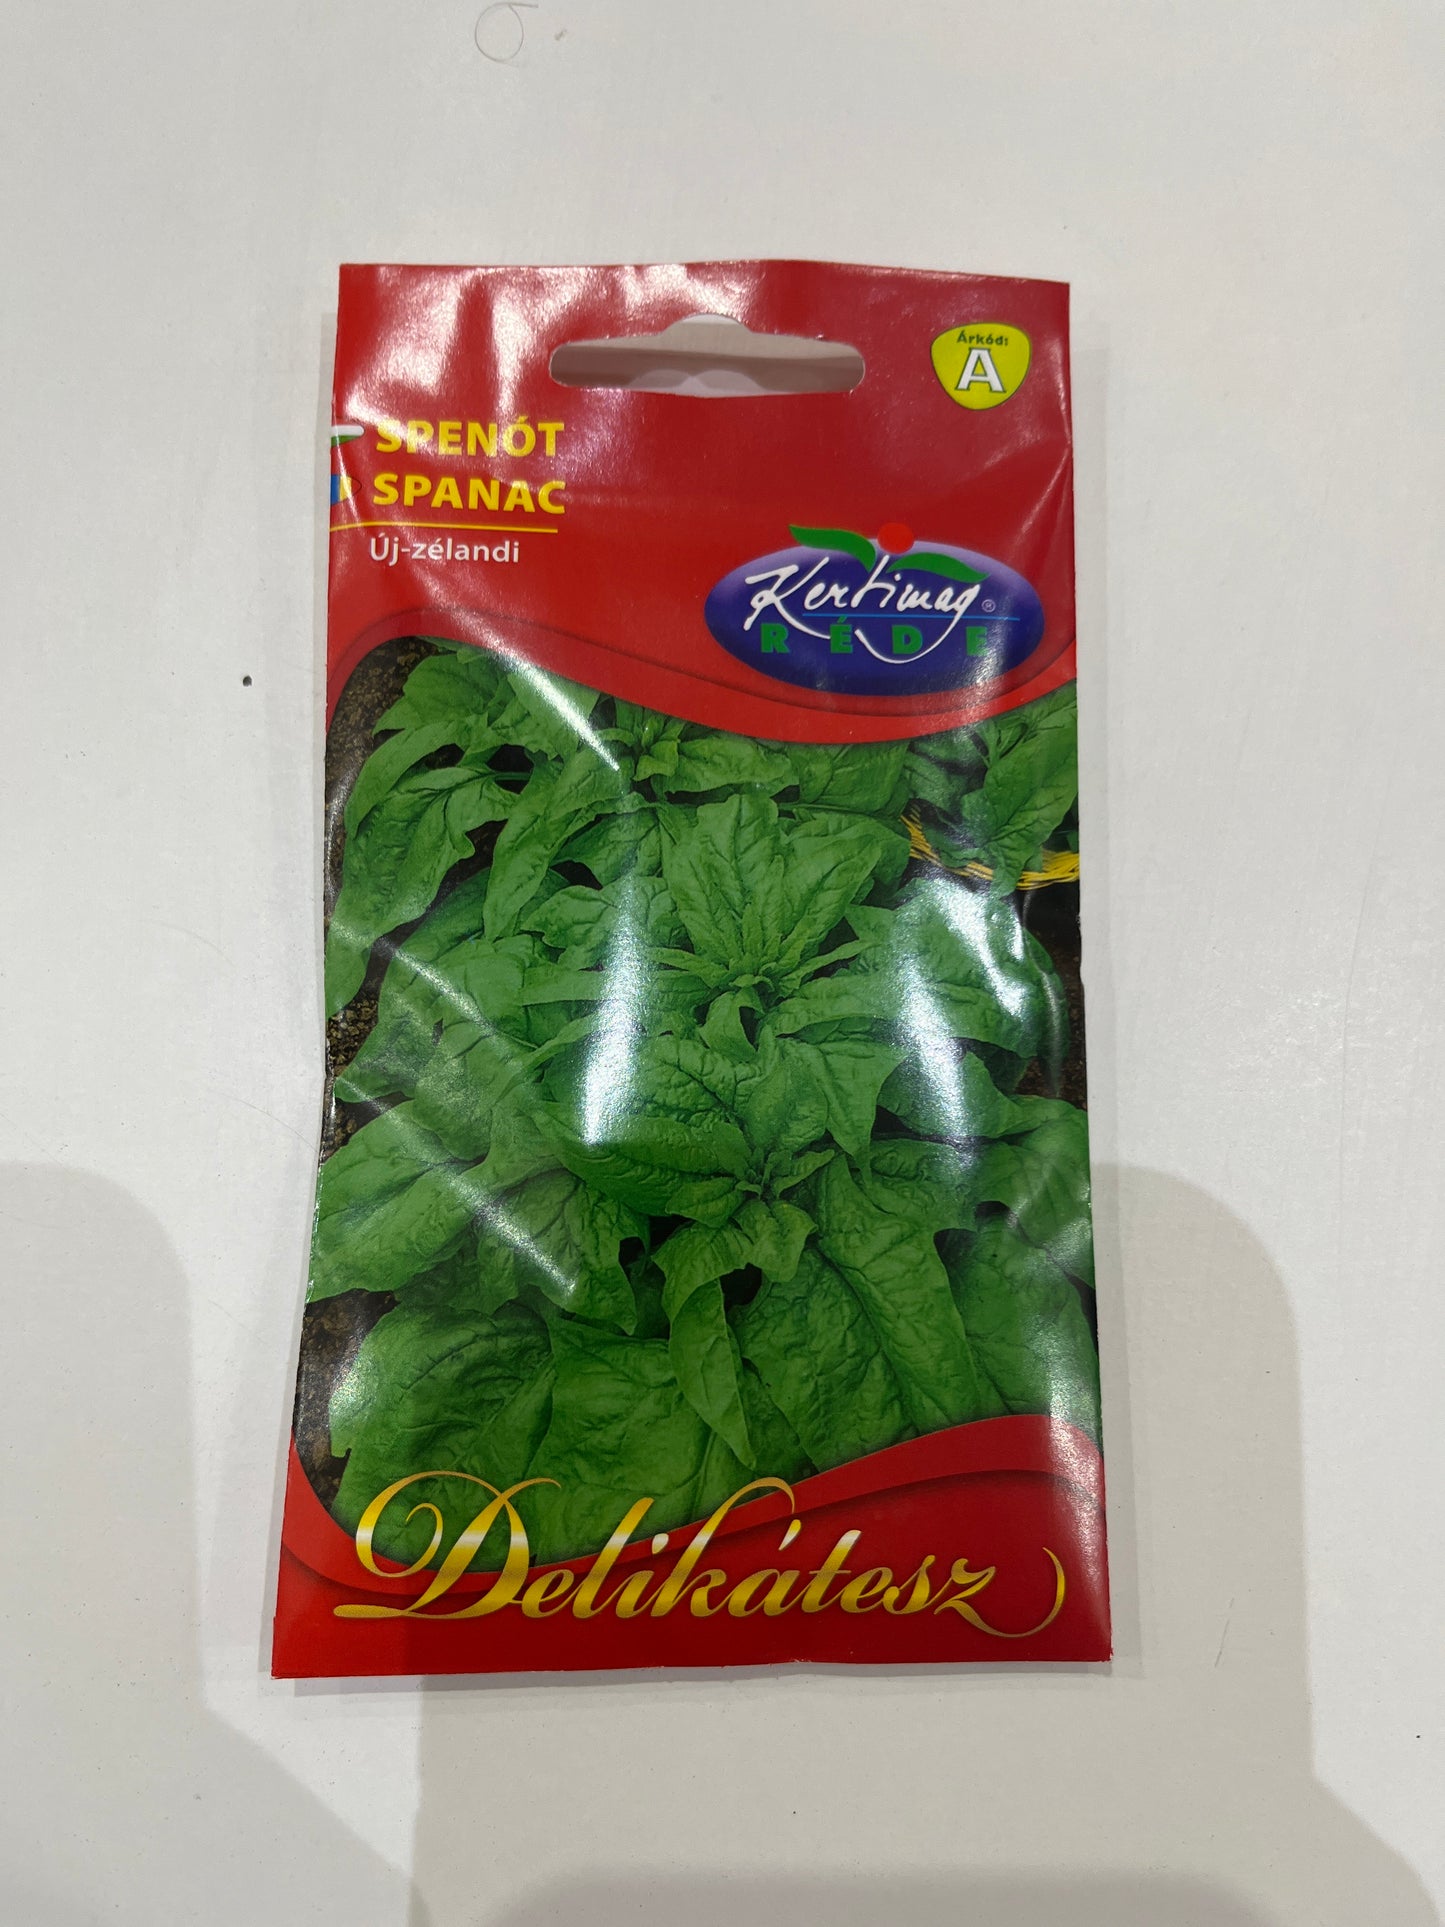 Árkód:
A
SPENÓT
SPANAC
Új-zélandi
Kertimag®
RÉDE
Delikátesz